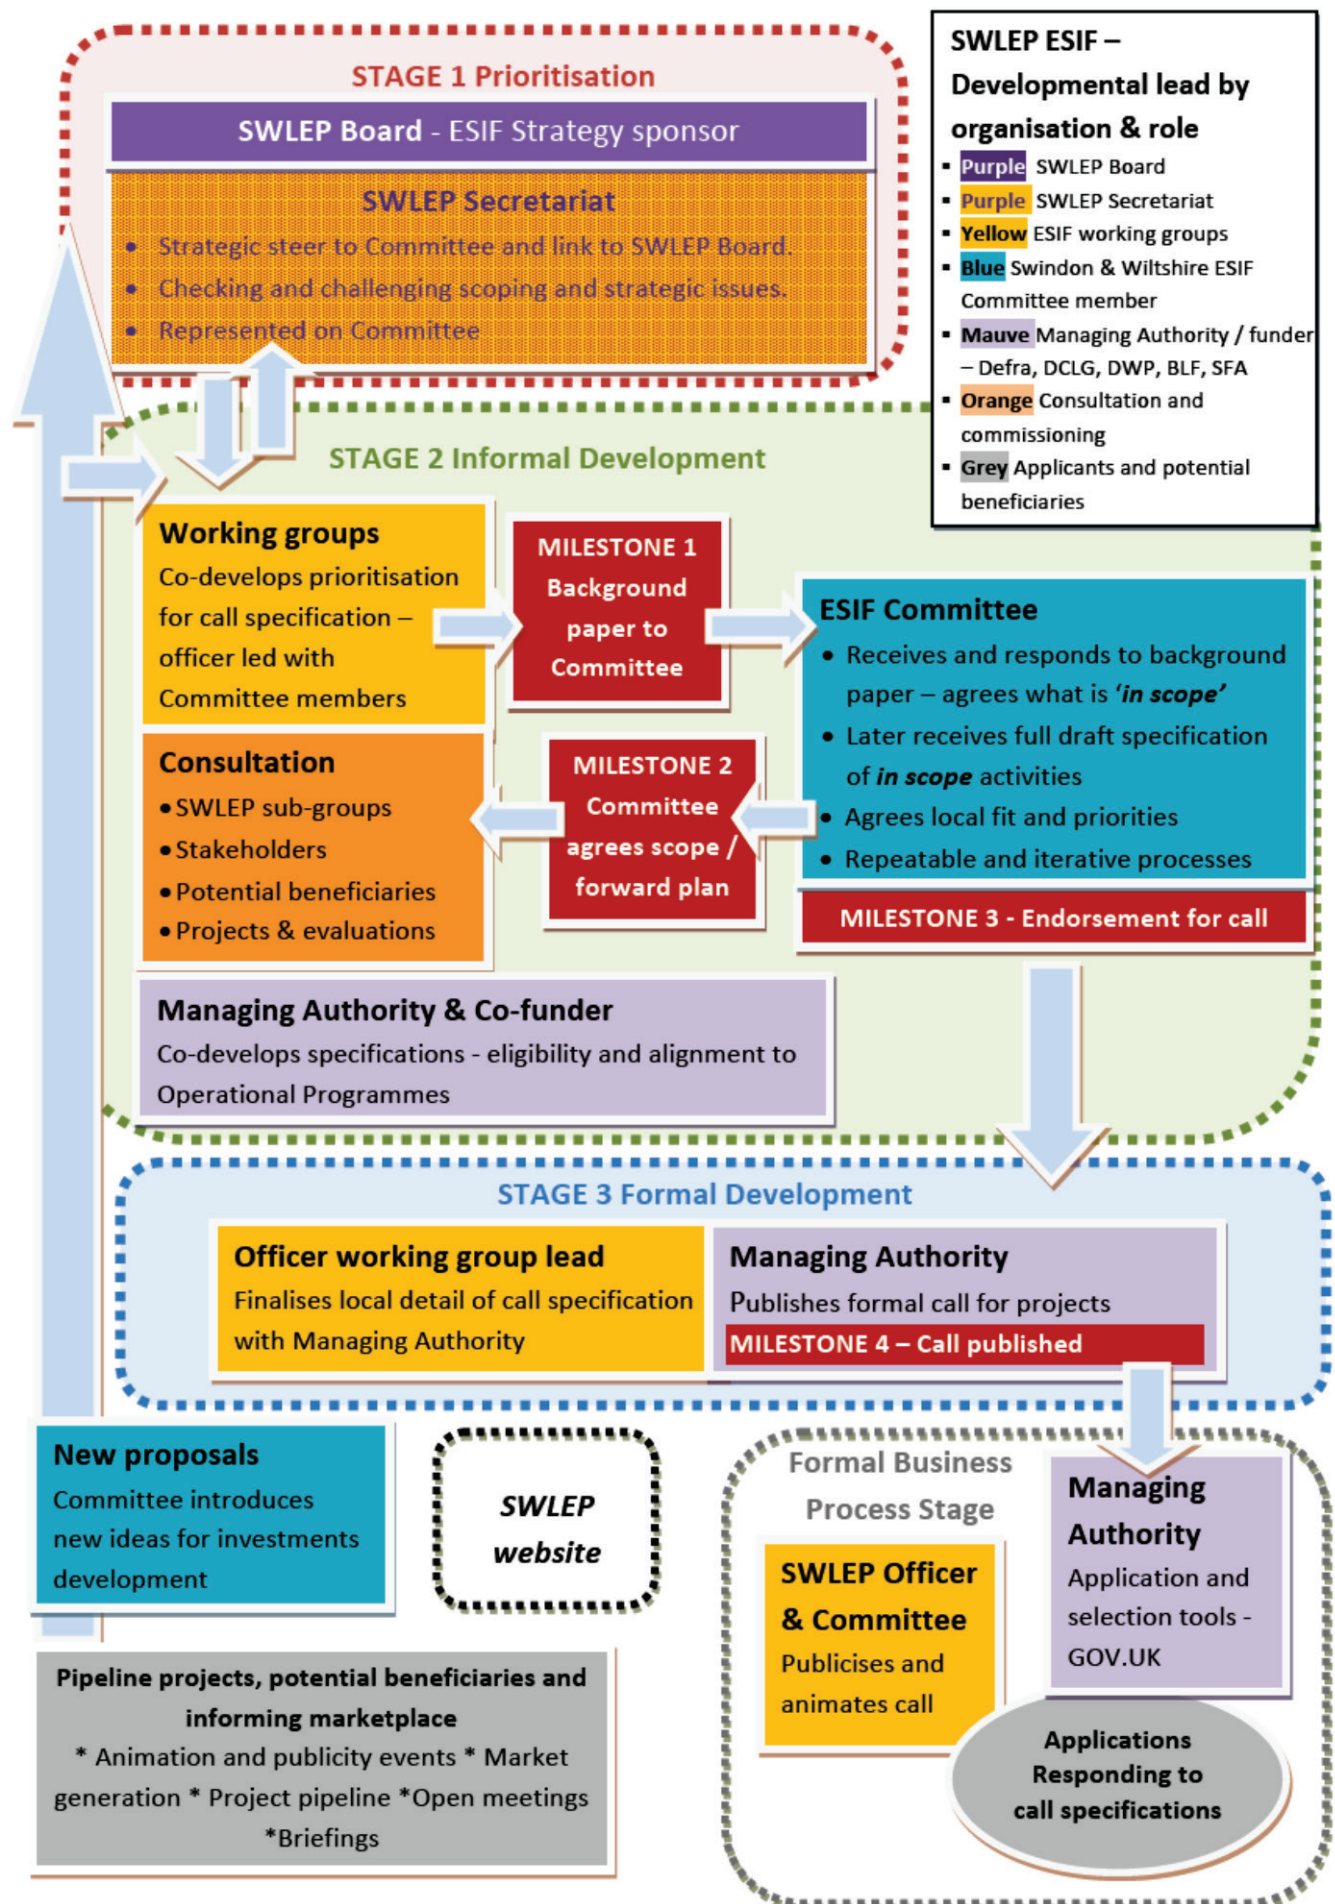 STAGE 1 Prioritisation
SWLEP Board - ESIF Strategy sponsor
SWLEP Secretariat
• Strategic steer to Committee and link to SWLEP Board.
• Checking and challenging scoping and strategic issues.
• Represented on Committee
SWLEP ESIF –
Developmental lead by
organisation & role
▪ Purple SWLEP Board
▪ Purple SWLEP Secretariat
▪ Yellow ESIF working groups
▪ Blue Swindon & Wiltshire ESIF
Committee member
▪ Mauve Managing Authority / funder
– Defra, DCLG, DWP, BLF, SFA
▪ Orange Consultation and
commissioning
▪ Grey Applicants and potential
beneficiaries
STAGE 2 Informal Development
Working groups
Co-develops prioritisation
for call specification –
officer led with
Committee members
MILESTONE 1
Background
paper to
Committee
ESIF Committee
• Receives and responds to background
paper – agrees what is ‘in scope’
• Later receives full draft specification
of in scope activities
• Agrees local fit and priorities
• Repeatable and iterative processes
MILESTONE 3 - Endorsement for call
Consultation
• SWLEP sub-groups
• Stakeholders
• Potential beneficiaries
• Projects & evaluations
MILESTONE 2
Committee
agrees scope /
forward plan
Managing Authority & Co-funder
Co-develops specifications - eligibility and alignment to
Operational Programmes
STAGE 3 Formal Development
Officer working group lead
Finalises local detail of call specification
with Managing Authority
Managing Authority
Publishes formal call for projects
MILESTONE 4 – Call published
New proposals
Committee introduces
new ideas for investments
development
SWLEP
website
Formal Business
Process Stage
SWLEP Officer
& Committee
Publicises and
animates call
Managing
Authority
Application and
selection tools -
GOV.UK
Applications
Responding to
call specifications
Pipeline projects, potential beneficiaries and
informing marketplace
* Animation and publicity events * Market
generation * Project pipeline *Open meetings
*Briefings